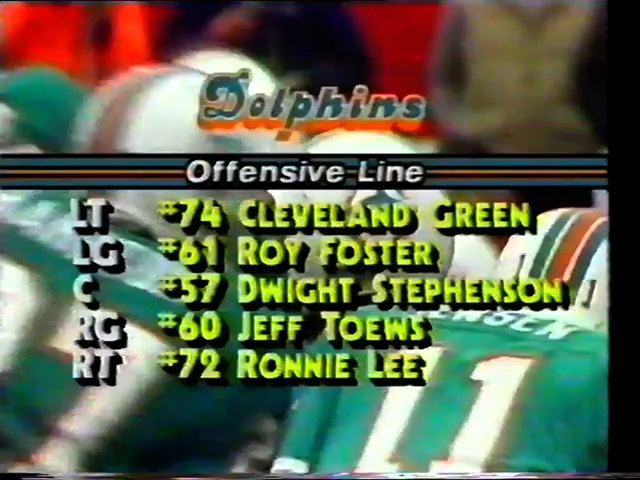 Dolphins
Offensive Line
LT #74 CLEVELAND GREEN
LG #61 ROY FOSTER
C #57 DWIGHT STEPHENSON
RG #60 JEFF TOEWS
RT #72 RONNIE LEE
11